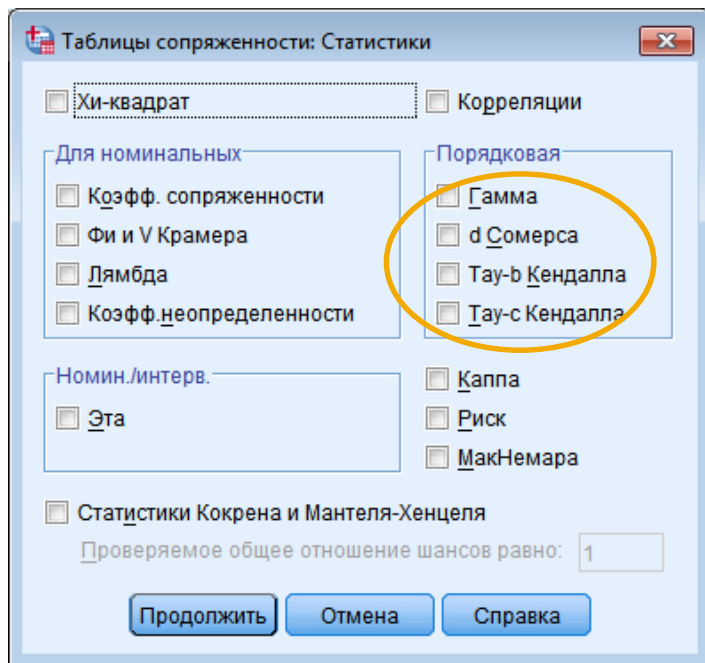 Таблицы сопряженности: Статистики
Хи-квадрат
Корреляции
Для номинальных
Коэфф. сопряженности
Фи и V Крамера
Лямбда
Коэфф.неопределенности
Порядковая
Гамма
d Сомерса
Тау-b Кендалла
Тау-c Кендалла
Номин./интерв.
Эта
Каппа
Риск
МакНемара
Статистики Кокрена и Мантеля-Хенцеля
Проверяемое общее отношение шансов равно: 1
Продолжить Отмена Справка